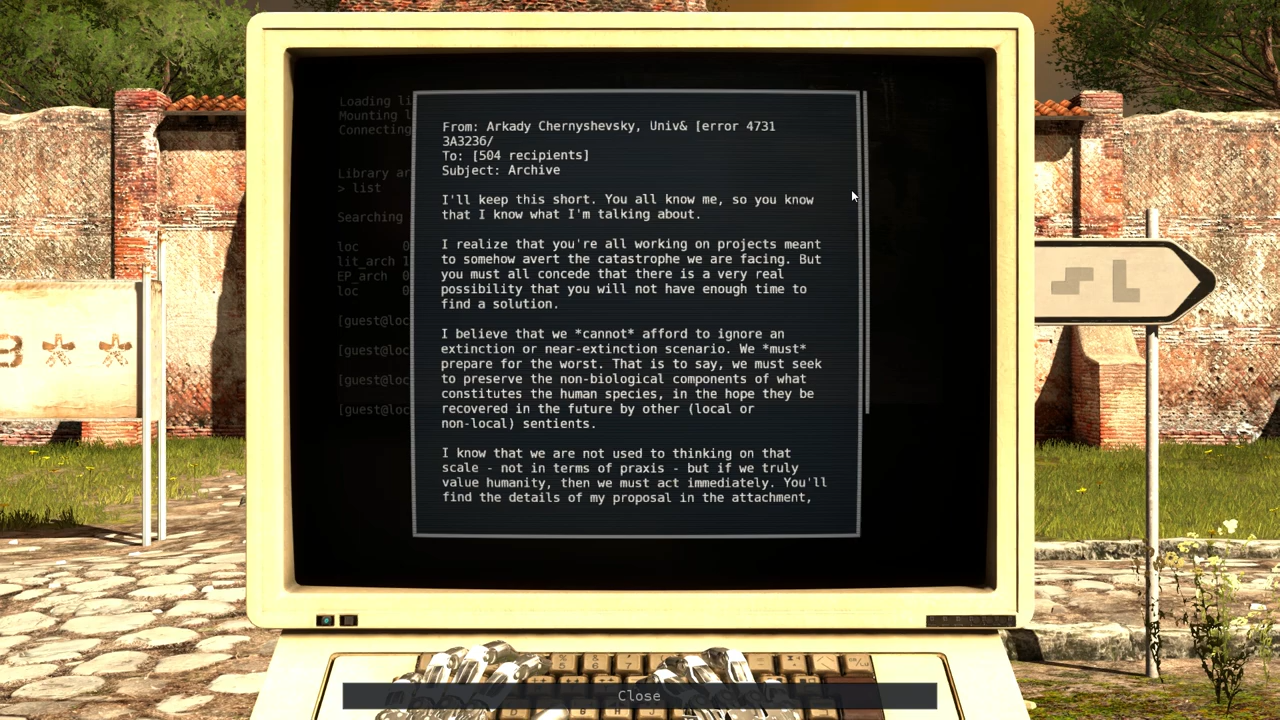 Loading li
Mounting l
Connecting
Library ar
> list
Searching
loc 0
lit_arch 1
EP_arch 0
loc 0
[guest@loc
[guest@loc
[guest@loc
[guest@loc
From: Arkady Chernyshevsky, Univ& [error 4731
3A3236/
To: [504 recipients]
Subject: Archive
I'll keep this short. You all know me, so you know
that I know what I'm talking about.
I realize that you're all working on projects meant
to somehow avert the catastrophe we are facing. But
you must all concede that there is a very real
possibility that you will not have enough time to
find a solution.
I believe that we *cannot* afford to ignore an
extinction or near-extinction scenario. We *must*
prepare for the worst. That is to say, we must seek
to preserve the non-biological components of what
constitutes the human species, in the hope they be
recovered in the future by other (local or
non-local) sentients.
I know that we are not used to thinking on that
scale - not in terms of praxis - but if we truly
value humanity, then we must act immediately. You'll
find the details of my proposal in the attachment,
Close